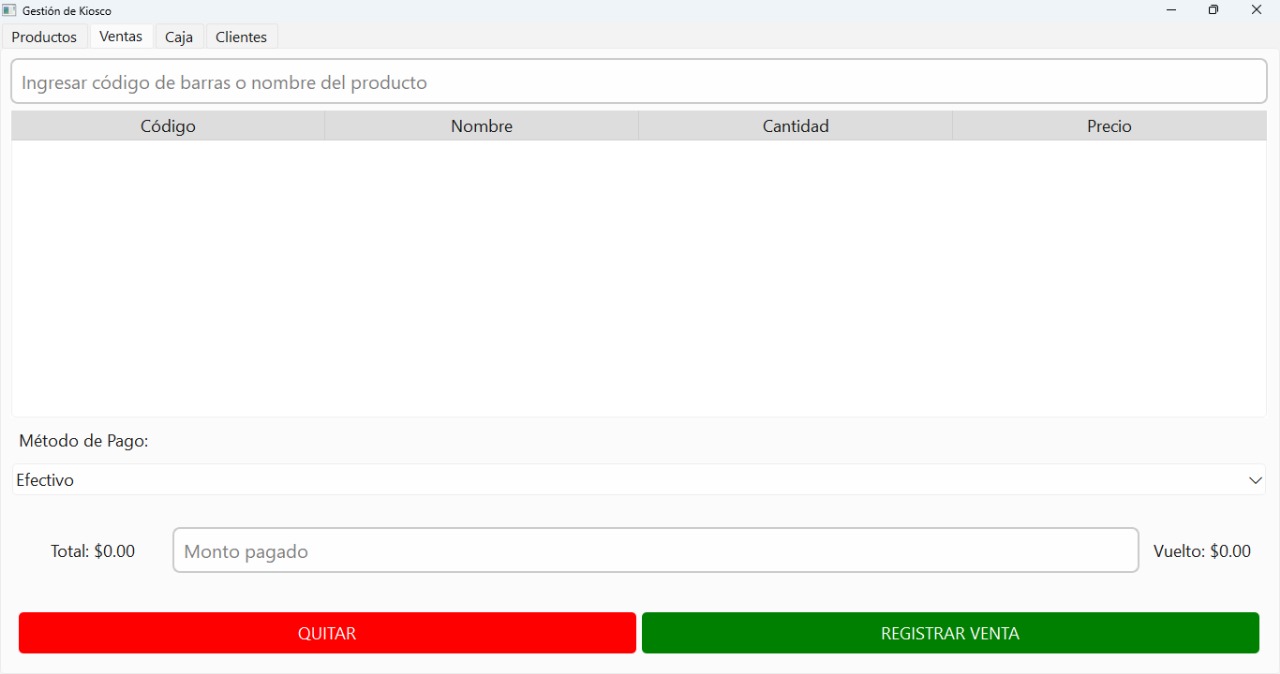 Gestión de Kiosco
Productos Ventas Caja Clientes
Ingresar código de barras o nombre del producto
Código Nombre Cantidad Precio
Método de Pago:
Efectivo
Total: $0.00 Monto pagado Vuelto: $0.00
QUITAR REGISTRAR VENTA